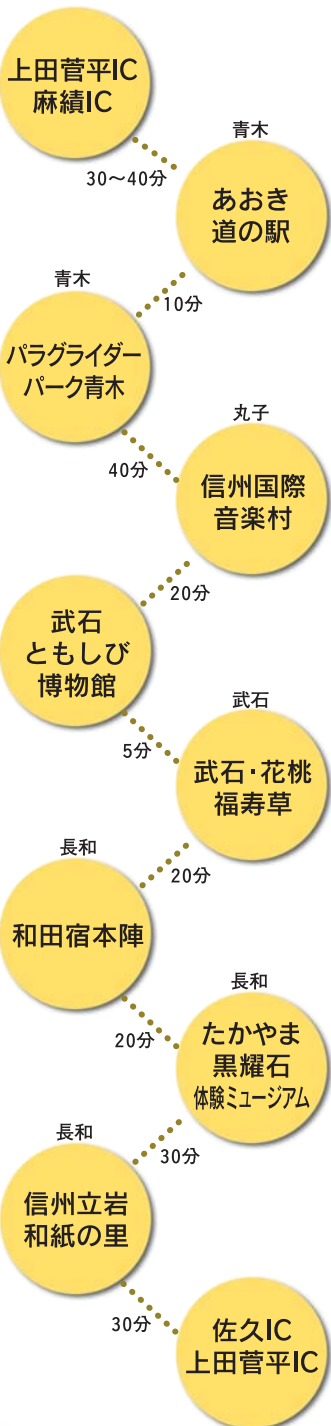 上田菅平IC
麻績IC
30〜40分
青木
あおき
道の駅
10分
青木
パラグライダー
パーク青木
40分
丸子
信州国際
音楽村
20分
武石
ともしび
博物館
5分
武石
武石・花桃
福寿草
20分
長和
和田宿本陣
20分
長和
たかやま
黒耀石
体験ミュージアム
30分
長和
信州立岩
和紙の里
30分
佐久IC
上田菅平IC